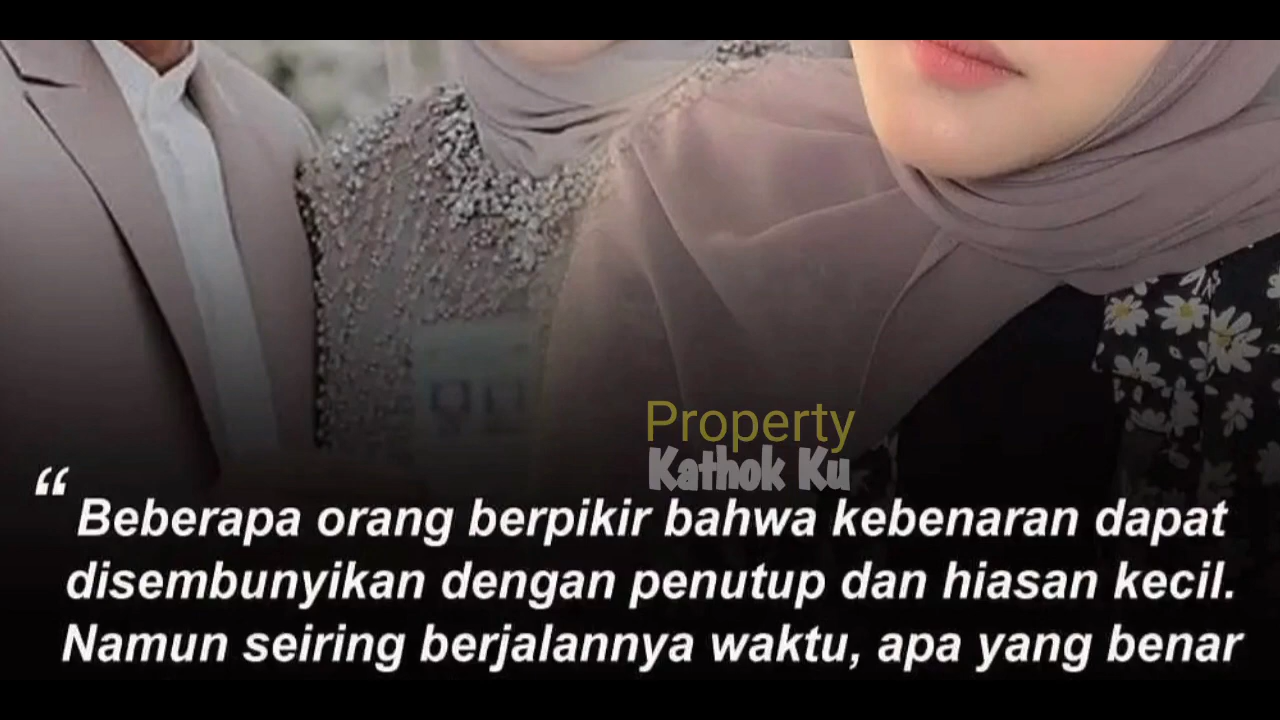 Property
Kathok Ku
“ Beberapa orang berpikir bahwa kebenaran dapat
disembunyikan dengan penutup dan hiasan kecil.
Namun seiring berjalannya waktu, apa yang benar